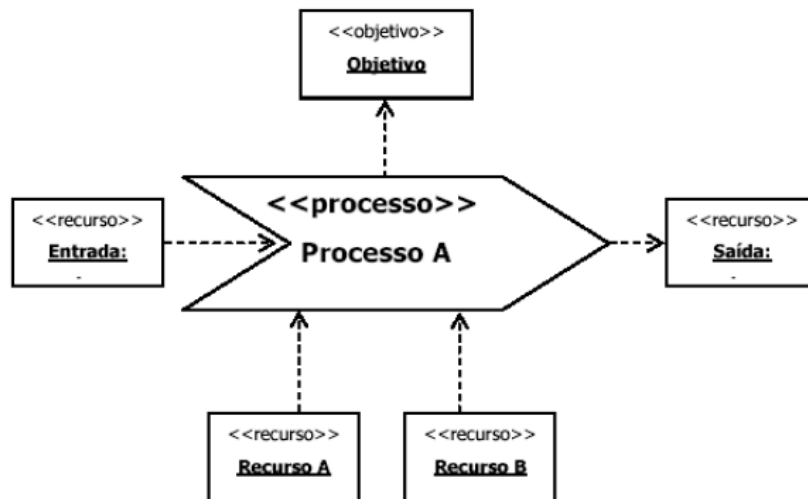 <<objetivo>>
Objetivo
<<processo>>
Processo A
<<recurso>>
Entrada:
-
<<recurso>>
Saída:
-
<<recurso>>
Recurso A
<<recurso>>
Recurso B